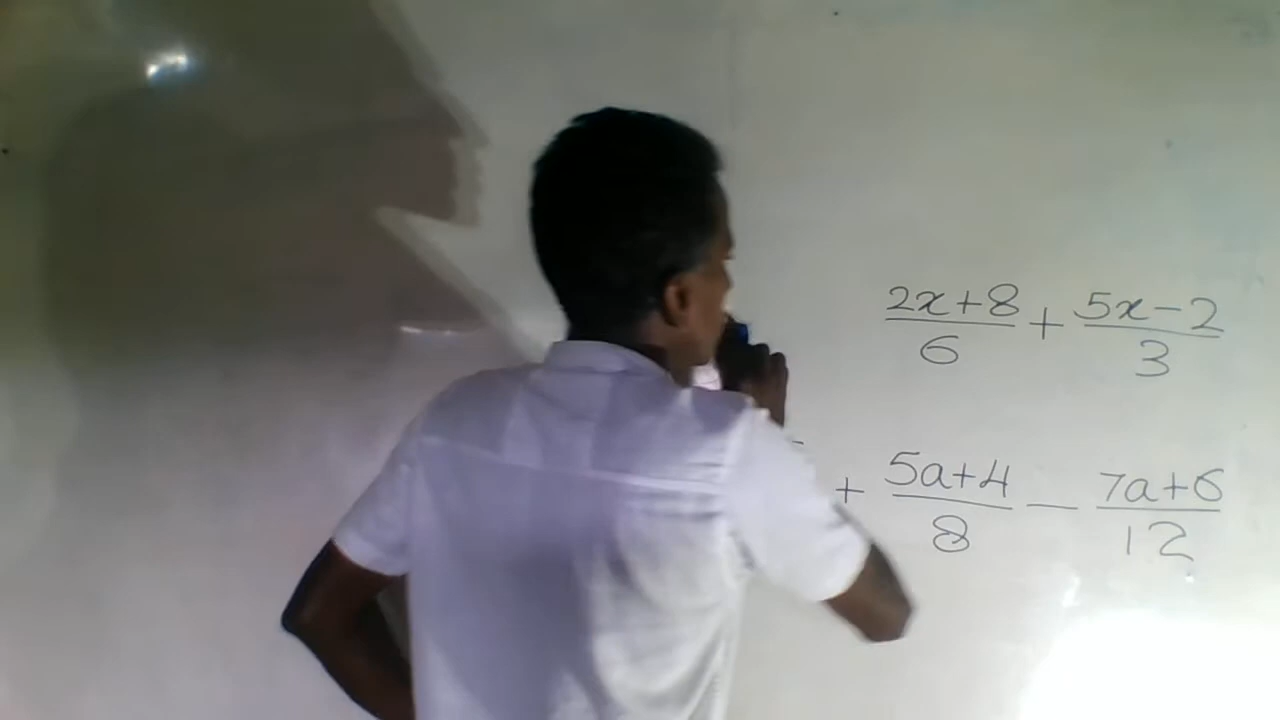 (2x+8)/6 + (5x-2)/3
+ (5a+4)/8 - (7a+6)/12